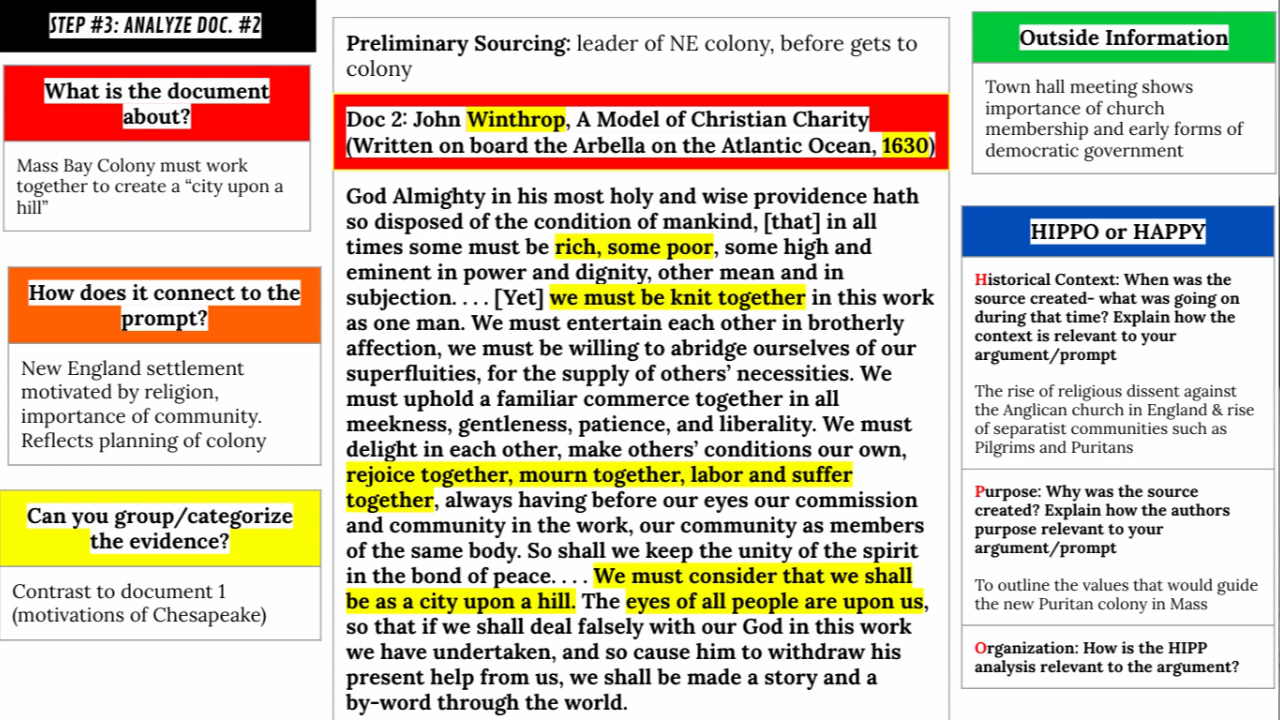 STEP #3: ANALYZE DOC. #2
What is the document
about?
Mass Bay Colony must work
together to create a “city upon a
hill”
How does it connect to the
prompt?
New England settlement
motivated by religion,
importance of community.
Reflects planning of colony
Can you group/categorize
the evidence?
Contrast to document 1
(motivations of Chesapeake)
Preliminary Sourcing: leader of NE colony, before gets to
colony
Doc 2: John Winthrop, A Model of Christian Charity
(Written on board the Arbella on the Atlantic Ocean, 1630)
God Almighty in his most holy and wise providence hath
so disposed of the condition of mankind, [that] in all
times some must be rich, some poor, some high and
eminent in power and dignity, other mean and in
subjection. . . . [Yet] we must be knit together in this work
as one man. We must entertain each other in brotherly
affection, we must be willing to abridge ourselves of our
superfluities, for the supply of others’ necessities. We
must uphold a familiar commerce together in all
meekness, gentleness, patience, and liberality. We must
delight in each other, make others’ conditions our own,
rejoice together, mourn together, labor and suffer
together, always having before our eyes our commission
and community in the work, our community as members
of the same body. So shall we keep the unity of the spirit
in the bond of peace. . . . We must consider that we shall
be as a city upon a hill. The eyes of all people are upon us,
so that if we shall deal falsely with our God in this work
we have undertaken, and so cause him to withdraw his
present help from us, we shall be made a story and a
by-word through the world.
Outside Information
Town hall meeting shows
importance of church
membership and early forms of
democratic government
HIPPO or HAPPY
Historical Context: When was the
source created- what was going on
during that time? Explain how the
context is relevant to your
argument/prompt
The rise of religious dissent against
the Anglican church in England & rise
of separatist communities such as
Pilgrims and Puritans
Purpose: Why was the source
created? Explain how the authors
purpose relevant to your
argument/prompt
To outline the values that would guide
the new Puritan colony in Mass
Organization: How is the HIPP
analysis relevant to the argument?